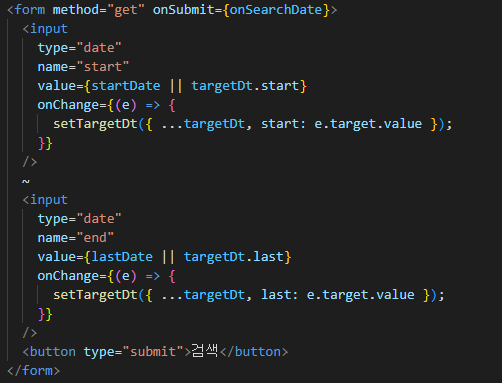 <form method="get" onSubmit={onSearchDate}>
<input
type="date"
name="start"
value={startDate || targetDt.start}
onChange={(e) => {
setTargetDt({ ...targetDt, start: e.target.value });
}}
/>
~
<input
type="date"
name="end"
value={lastDate || targetDt.last}
onChange={(e) => {
setTargetDt({ ...targetDt, last: e.target.value });
}}
/>
<button type="submit">검색</button>
</form>